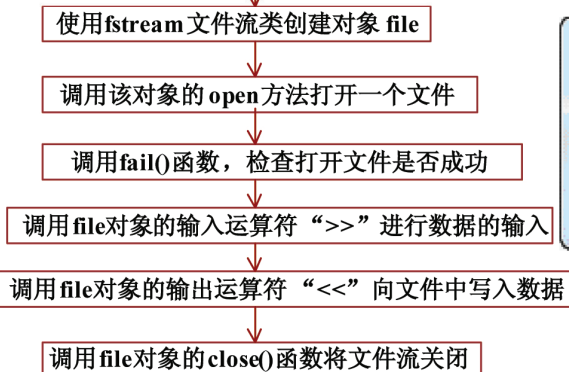 使用fstream文件流类创建对象 file
调用该对象的 open方法打开一个文件
调用fail()函数，检查打开文件是否成功
调用file对象的输入运算符“>>”进行数据的输入
调用file对象的输出运算符“<<”向文件中写入数据
调用file对象的close()函数将文件流关闭